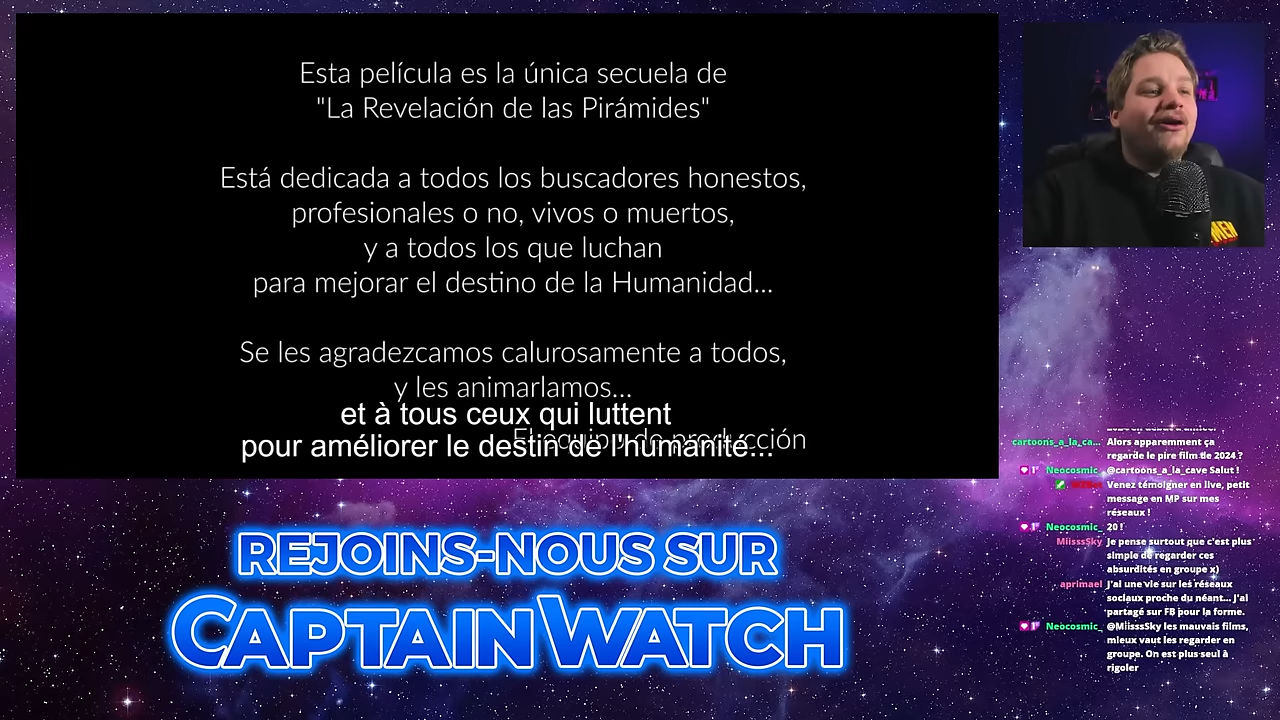 Esta película es la única secuela de
"La Revelación de las Pirámides"
Está dedicada a todos los buscadores honestos,
profesionales o no, vivos o muertos,
y a todos los que luchan
para mejorar el destino de la Humanidad...
Se les agradezcamos calurosamente a todos,
y les animarlamos...
El equipo de producción
et à tous ceux qui luttent
pour améliorer le destin de l'humanité...
REJOINS-NOUS SUR
CAPTAINWATCH
cartoons_a_la_ca... Alors apparemment ça
regarde le pire film de 2024 ?
1° Neocosmic_ @cartoons_a_la_cave Salut !
Venez témoigner en live, petit
message en MP sur mes
réseaux !
Neocosmic_ 20 !
MiisssSky Je pense surtout que c'est plus
simple de regarder ces
absurdités en groupe x)
aprimael J'ai une vie sur les réseaux
sociaux proche du néant... J'ai
partagé sur FB pour la forme.
Neocosmic_ @MiisssSky les mauvais films,
mieux vaut les regarder en
groupe. On est plus seul à
rigoler